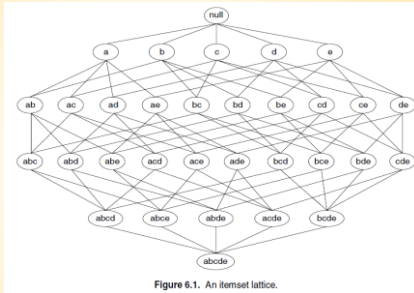 null
a b c d e
ab ac ad ae bc bd be cd ce de
abc abd abe acd ace ade bcd bce bde cde
abcd abce abde acde bcde
abcde
Figure 6.1. An itemset lattice.